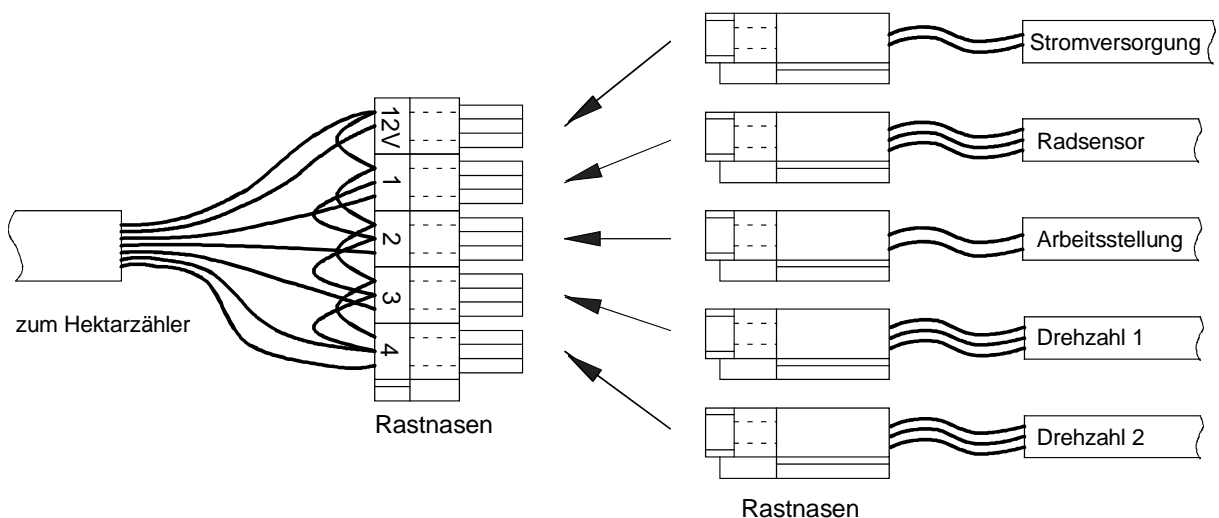 Stromversorgung
12V
Radsensor
1
2
Arbeitsstellung
3
zum Hektarzähler
Drehzahl 1
4
Rastnasen
Drehzahl 2
Rastnasen